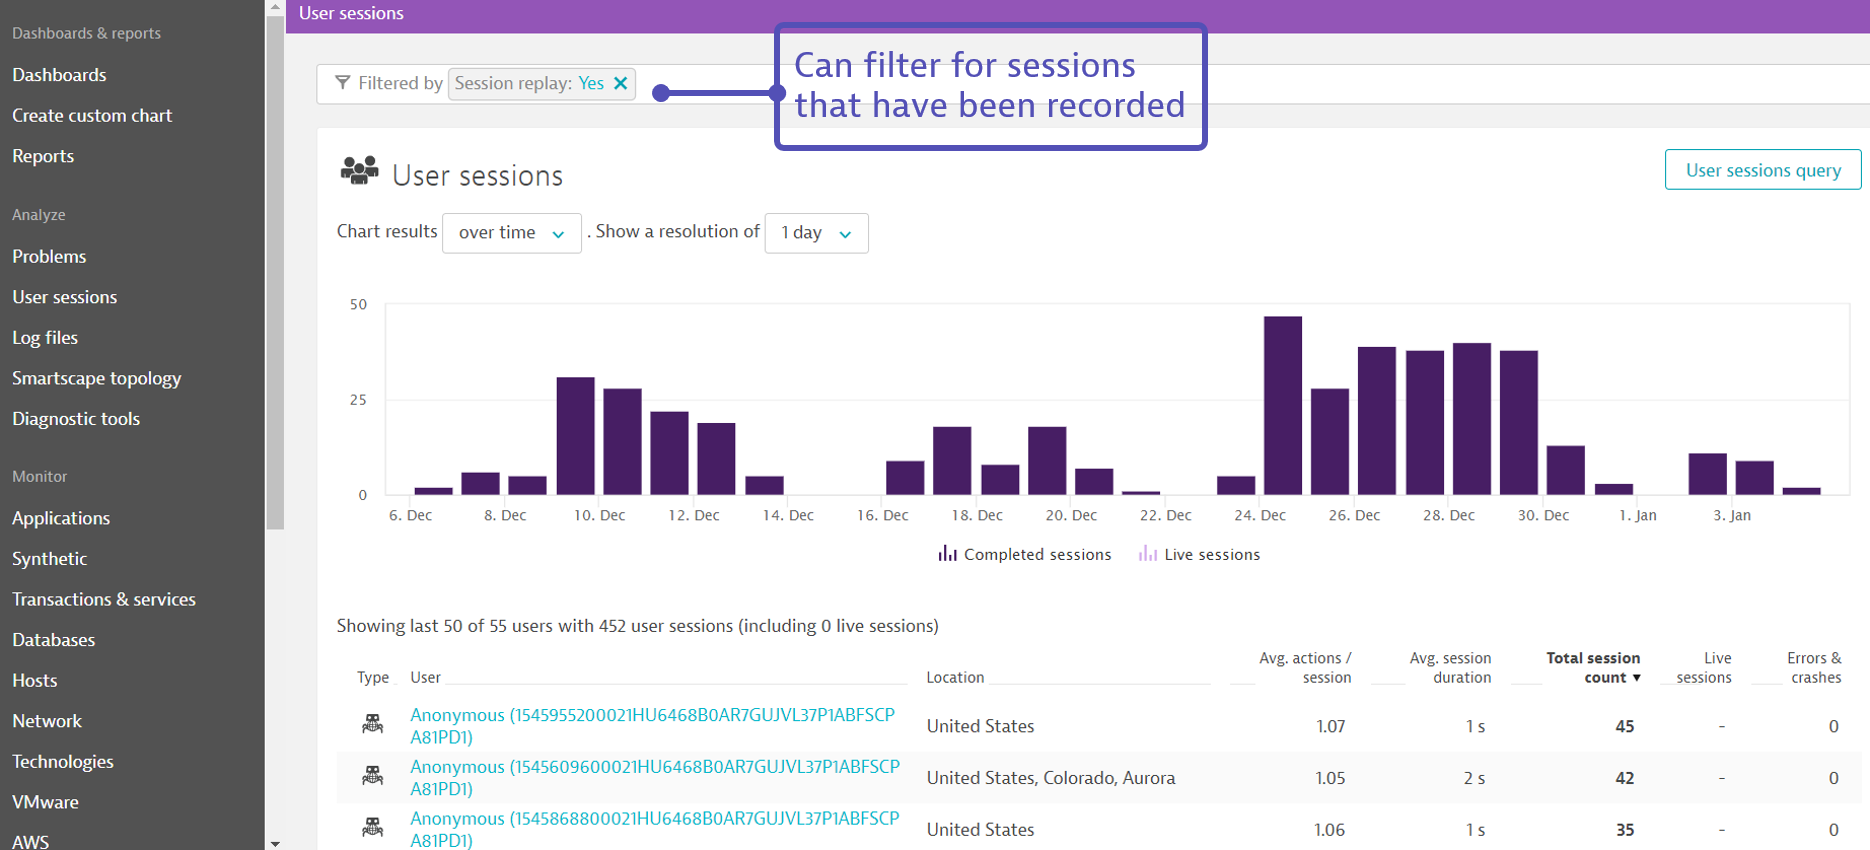 Dashboards & reports
Dashboards
Create custom chart
Reports
Analyze
Problems
User sessions
Log files
Smartscape topology
Diagnostic tools
Monitor
Applications
Synthetic
Transactions & services
Databases
Hosts
Network
Technologies
VMware
AWS
User sessions
Filtered by Session replay: Yes
Can filter for sessions
that have been recorded
User sessions
User sessions query
Chart results over time . Show a resolution of 1 day
50
25
0
6. Dec 8. Dec 10. Dec 12. Dec 14. Dec 16. Dec 18. Dec 20. Dec 22. Dec 24. Dec 26. Dec 28. Dec 30. Dec 1. Jan 3. Jan
Completed sessions Live sessions
Showing last 50 of 55 users with 452 user sessions (including 0 live sessions)
Avg. actions / Avg. session Total session Live Errors &
Type User Location session duration count ▼ sessions crashes
Anonymous (1545955200021HU6468B0AR7GUJVL37P1ABFSCP
A81PD1) United States 1.07 1 s 45 - 0
Anonymous (1545609600021HU6468B0AR7GUJVL37P1ABFSCP
A81PD1) United States, Colorado, Aurora 1.05 2 s 42 - 0
Anonymous (1545868800021HU6468B0AR7GUJVL37P1ABFSCP
A81PD1) United States 1.06 1 s 35 - 0